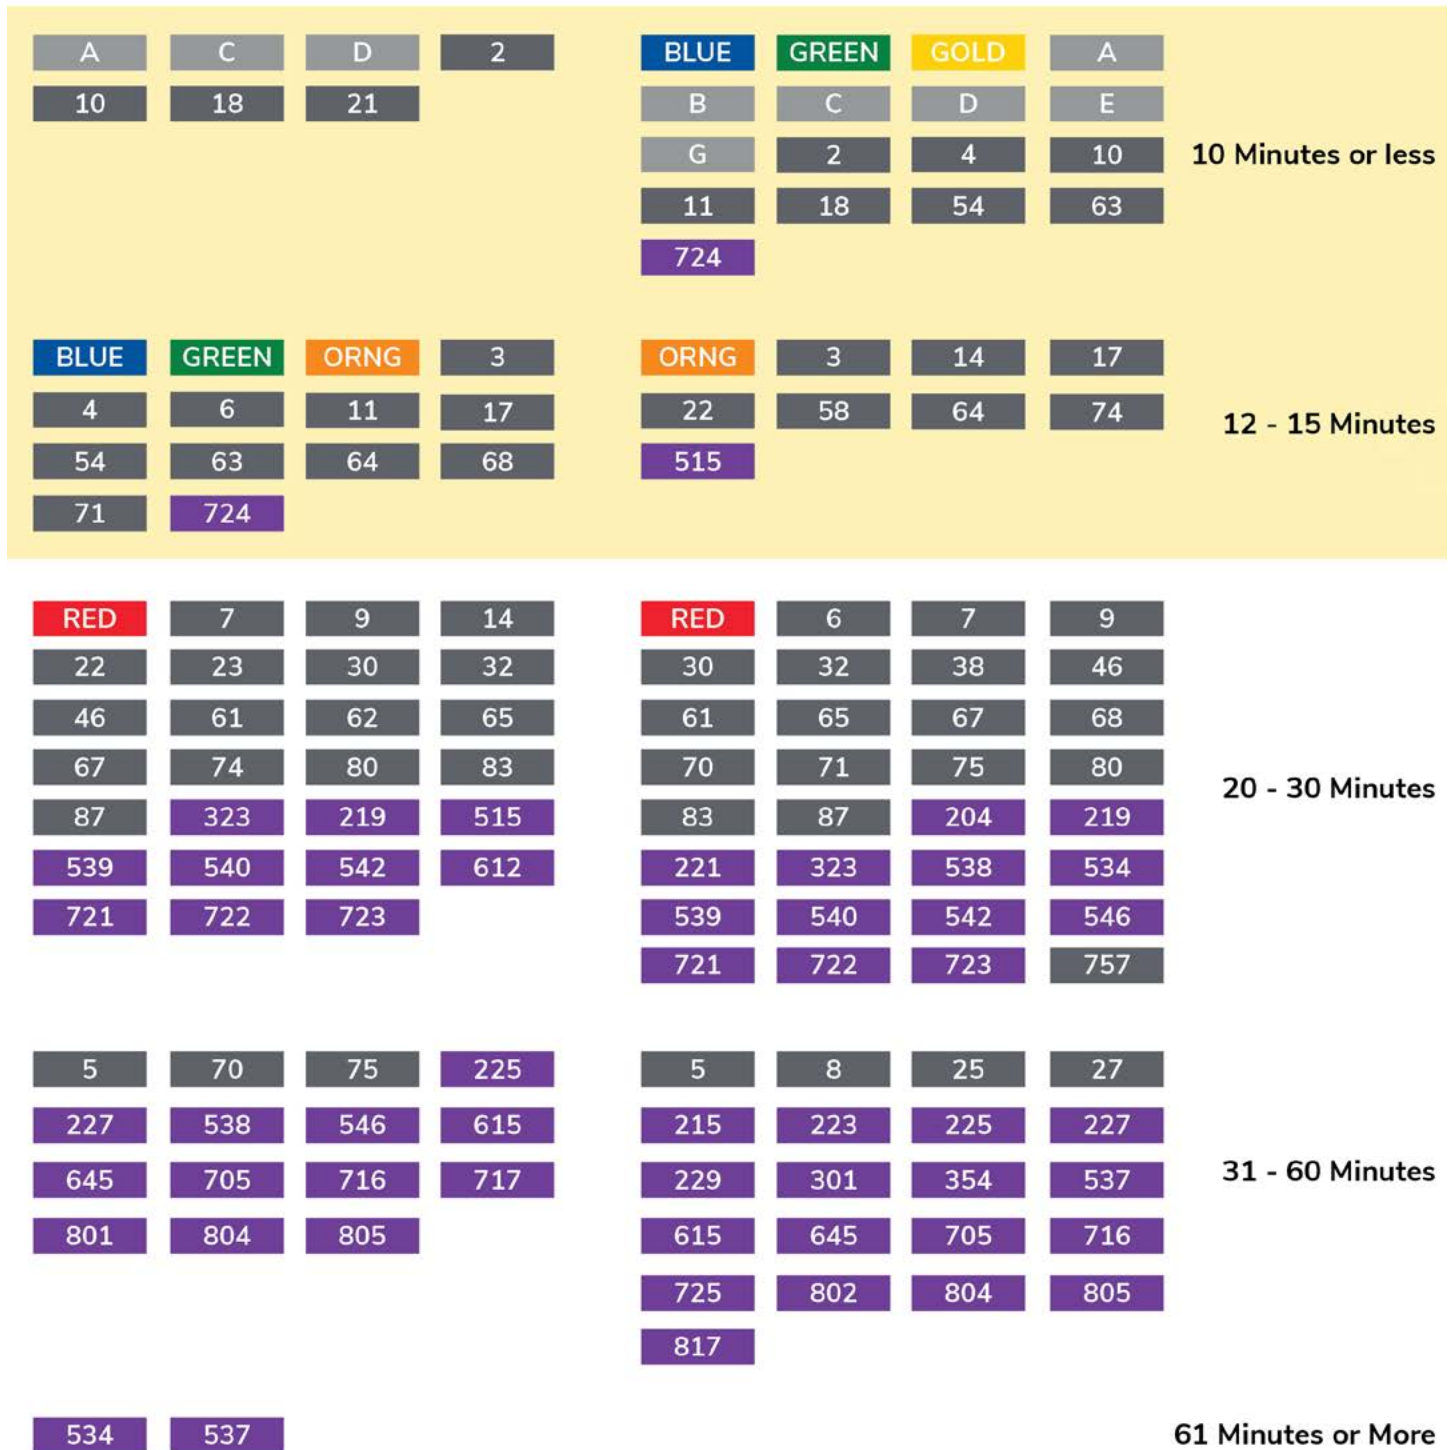 A C D 2
10 18 21
BLUE GREEN GOLD A
B C D E
G 2 4 10
11 18 54 63
724
10 Minutes or less
BLUE GREEN ORNG 3
4 6 11 17
54 63 64 68
71 724
ORNG 3 14 17
22 58 64 74
515
12 - 15 Minutes
RED 7 9 14
22 23 30 32
46 61 62 65
67 74 80 83
87 323 219 515
539 540 542 612
721 722 723
RED 6 7 9
30 32 38 46
61 65 67 68
70 71 75 80
83 87 204 219
221 323 538 534
539 540 542 546
721 722 723 757
20 - 30 Minutes
5 70 75 225
227 538 546 615
645 705 716 717
801 804 805
5 8 25 27
215 223 225 227
229 301 354 537
615 645 705 716
725 802 804 805
817
31 - 60 Minutes
534 537
61 Minutes or More